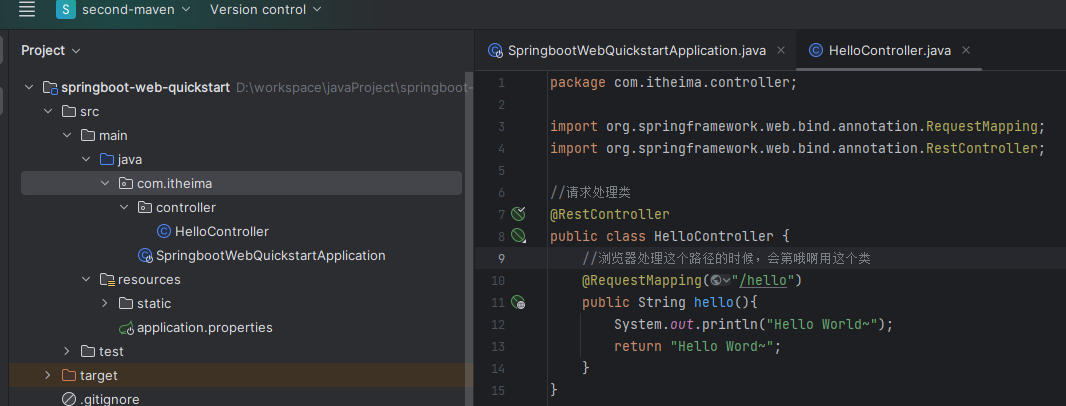 S second-maven Version control
Project
springboot-web-quickstart D:\workspace\javaProject\springboot-
src
main
java
com.itheima
controller
HelloController
SpringbootWebQuickstartApplication
resources
static
application.properties
test
target
.gitignore
SpringbootWebQuickstartApplication.java HelloController.java
1 package com.itheima.controller;
2
3 import org.springframework.web.bind.annotation.RequestMapping;
4 import org.springframework.web.bind.annotation.RestController;
5
6 //请求处理类
7 @RestController
8 public class HelloController {
9 //浏览器处理这个路径的时候，会第哦啊用这个类
10 @RequestMapping("/hello")
11 public String hello(){
12 System.out.println("Hello World~");
13 return "Hello Word~";
14 }
15 }